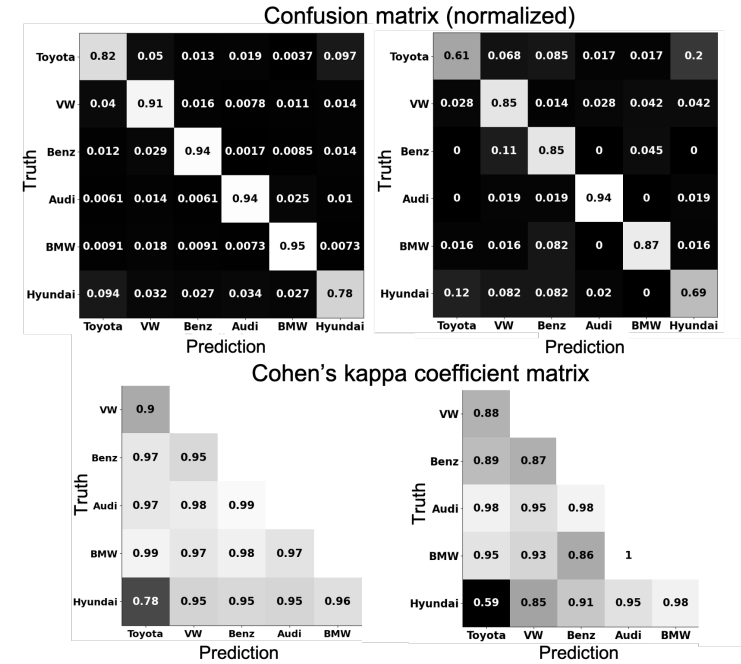 Confusion matrix (normalized)
Truth
Toyota 0.82 0.05 0.013 0.019 0.0037 0.097
VW 0.04 0.91 0.016 0.0078 0.011 0.014
Benz 0.012 0.029 0.94 0.0017 0.0085 0.014
Audi 0.0061 0.014 0.0061 0.94 0.025 0.01
BMW 0.0091 0.018 0.0091 0.0073 0.95 0.0073
Hyundai 0.094 0.032 0.027 0.034 0.027 0.78
Toyota VW Benz Audi BMW Hyundai
Prediction
Truth
Toyota 0.61 0.068 0.085 0.017 0.017 0.2
VW 0.028 0.85 0.014 0.028 0.042 0.042
Benz 0 0.11 0.85 0 0.045 0
Audi 0 0.019 0.019 0.94 0 0.019
BMW 0.016 0.016 0.082 0 0.87 0.016
Hyundai 0.12 0.082 0.082 0.02 0 0.69
Toyota VW Benz Audi BMW Hyundai
Prediction
Cohen's kappa coefficient matrix
Truth
VW 0.9
Benz 0.97 0.95
Audi 0.97 0.98 0.99
BMW 0.99 0.97 0.98 0.97
Hyundai 0.78 0.95 0.95 0.95 0.96
Toyota VW Benz Audi BMW
Prediction
Truth
VW 0.88
Benz 0.89 0.87
Audi 0.98 0.95 0.98
BMW 0.95 0.93 0.86 1
Hyundai 0.59 0.85 0.91 0.95 0.98
Toyota VW Benz Audi BMW
Prediction